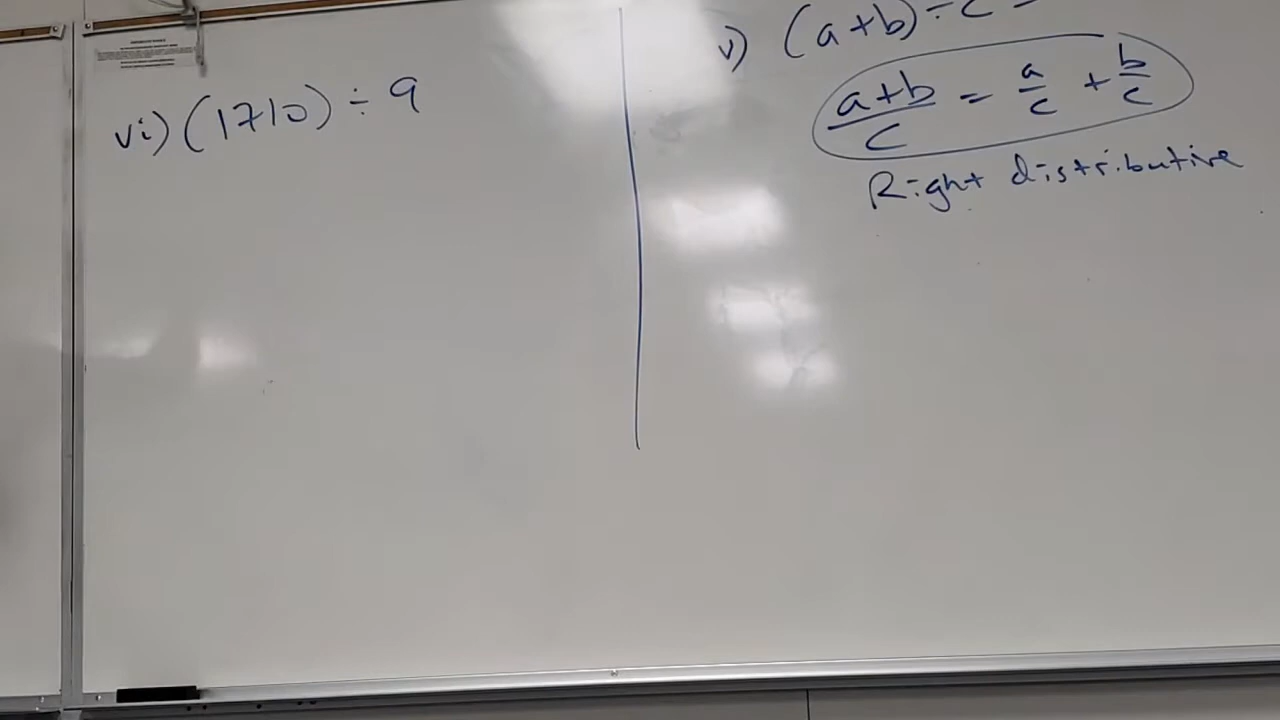 vi) (1710) ÷ 9
v) (a+b) ÷ c =
a+b/c = a/c + b/c
Right distributive